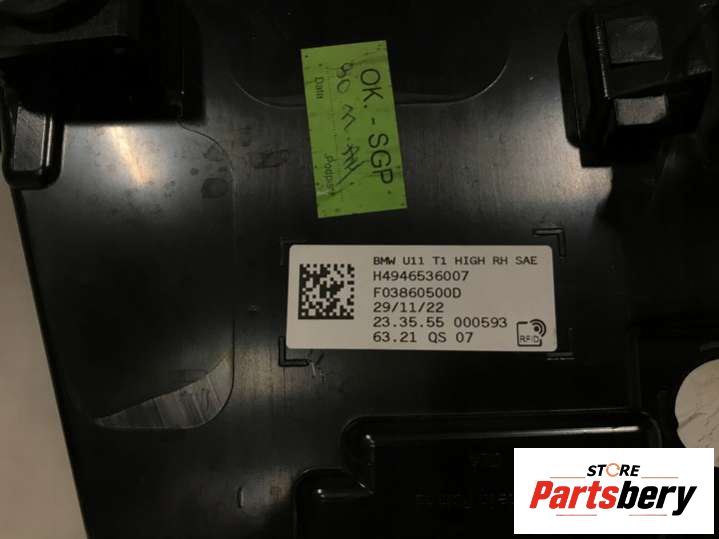 OK. - SGP
Data
Podpis
BMW U11 T1 HIGH RH SAE
H4946536007
F03860500D
29/11/22
23.35.55 000593
63.21 QS 07
RFID
STORE
Partsbery